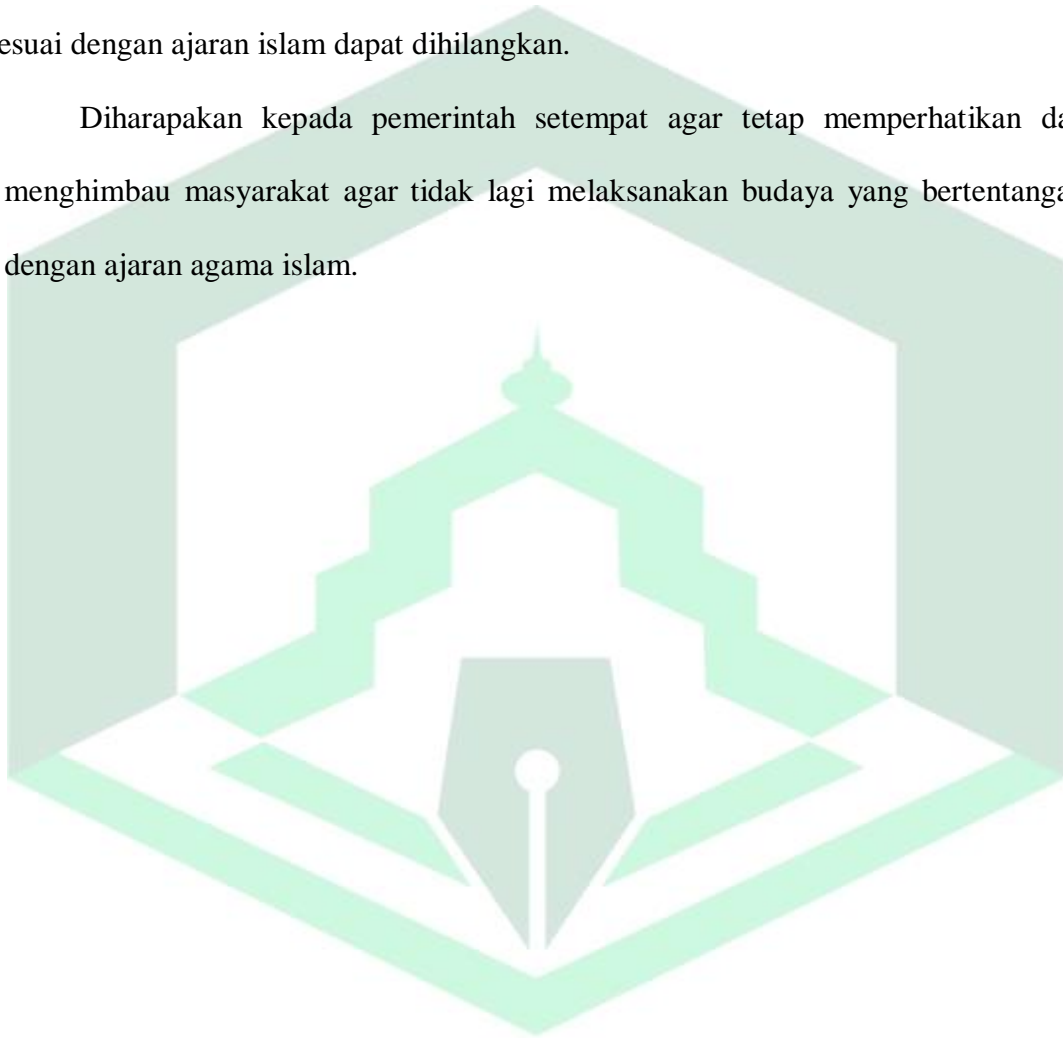 esuai dengan ajaran islam dapat dihilangkan.
Diharapakan kepada pemerintah setempat agar tetap memperhatikan da
menghimbau masyarakat agar tidak lagi melaksanakan budaya yang bertentanga
dengan ajaran agama islam.